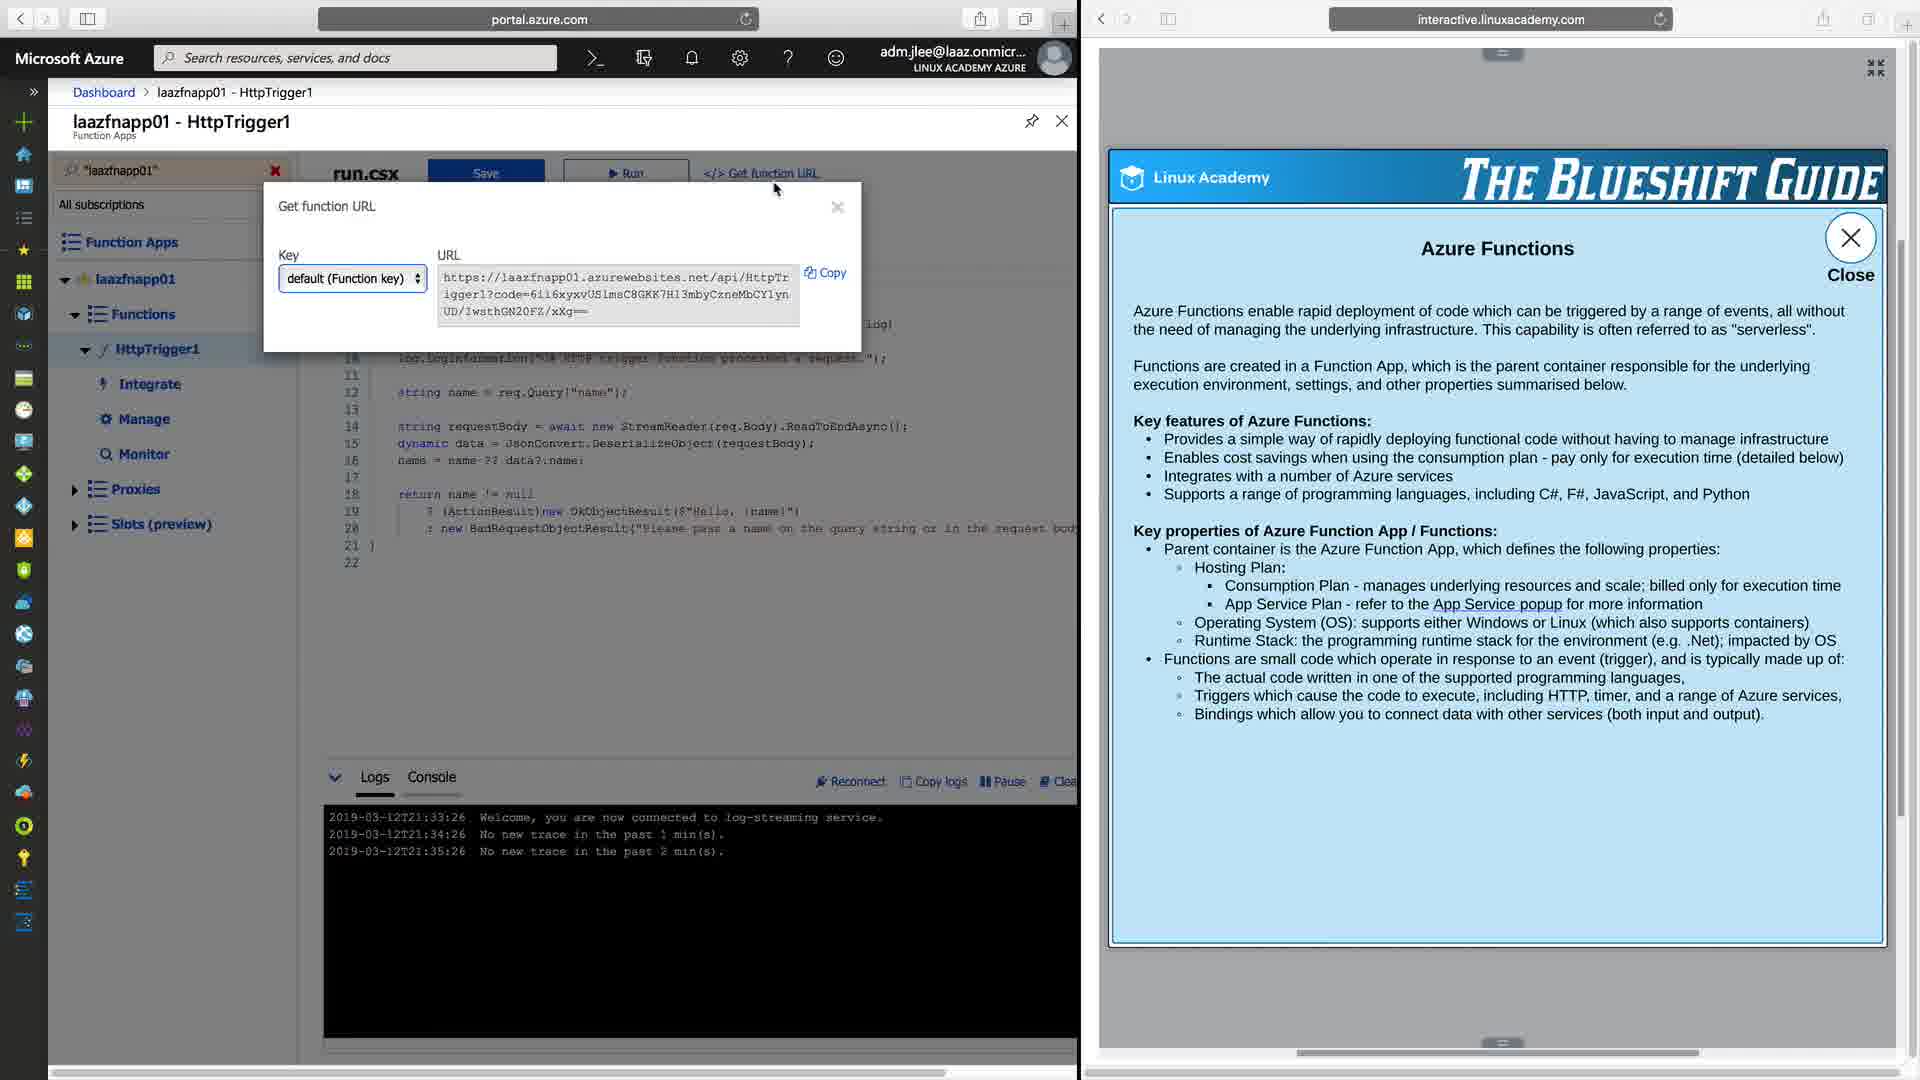 portal.azure.com
Microsoft Azure
Search resources, services, and docs
adm.jlee@laaz.onmicr...
LINUX ACADEMY AZURE
Dashboard > laazfnapp01 - HttpTrigger1
laazfnapp01 - HttpTrigger1
Function Apps
"laazfnapp01"
All subscriptions
Function Apps
laazfnapp01
Functions
HttpTrigger1
Integrate
Manage
Monitor
Proxies
Slots (preview)
run.csx
Save
Run
</> Get function URL
Get function URL
Key
default (Function key)
URL
https://laazfnapp01.azurewebsites.net/api/HttpTr
Copy
log)
10 log.LogInformation("C# HTTP trigger function processed a request.");
11
12 string name = req.Query["name"];
13
14 string requestBody = await new StreamReader(req.Body).ReadToEndAsync();
15 dynamic data = JsonConvert.DeserializeObject(requestBody);
16 name = name ?? data?.name;
17
18 return name != null
19 ? (ActionResult)new OkObjectResult($"Hello, {name}")
20 : new BadRequestObjectResult("Please pass a name on the query string or in the request body
21 }
22
Logs
Console
Reconnect
Copy logs
Pause
Clea
2019-03-12T21:33:26 Welcome, you are now connected to log-streaming service.
2019-03-12T21:34:26 No new trace in the past 1 min(s).
2019-03-12T21:35:26 No new trace in the past 2 min(s).
interactive.linuxacademy.com
Linux Academy
THE BLUESHIFT GUIDE
Azure Functions
Close
Azure Functions enable rapid deployment of code which can be triggered by a range of events, all without
the need of managing the underlying infrastructure. This capability is often referred to as "serverless".
Functions are created in a Function App, which is the parent container responsible for the underlying
execution environment, settings, and other properties summarised below.
Key features of Azure Functions:
• Provides a simple way of rapidly deploying functional code without having to manage infrastructure
• Enables cost savings when using the consumption plan - pay only for execution time (detailed below)
• Integrates with a number of Azure services
• Supports a range of programming languages, including C#, F#, JavaScript, and Python
Key properties of Azure Function App / Functions:
• Parent container is the Azure Function App, which defines the following properties:
◦ Hosting Plan:
▪ Consumption Plan - manages underlying resources and scale; billed only for execution time
▪ App Service Plan - refer to the App Service popup for more information
◦ Operating System (OS): supports either Windows or Linux (which also supports containers)
◦ Runtime Stack: the programming runtime stack for the environment (e.g. .Net); impacted by OS
• Functions are small code which operate in response to an event (trigger), and is typically made up of:
◦ The actual code written in one of the supported programming languages,
◦ Triggers which cause the code to execute, including HTTP, timer, and a range of Azure services,
◦ Bindings which allow you to connect data with other services (both input and output).